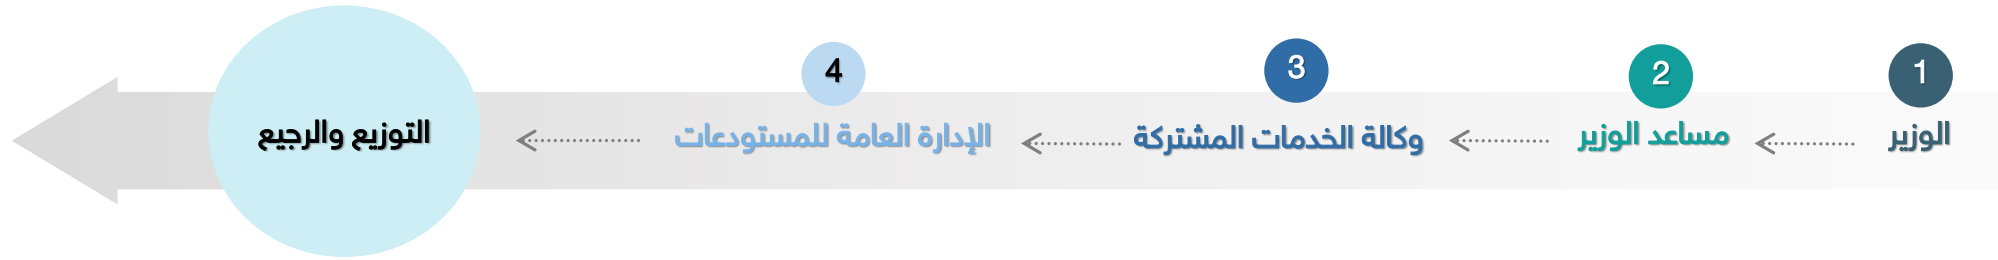 1
الوزير
2
مساعد الوزير
3
وكالة الخدمات المشتركة
4
الإدارة العامة للمستودعات
التوزيع والرجيع